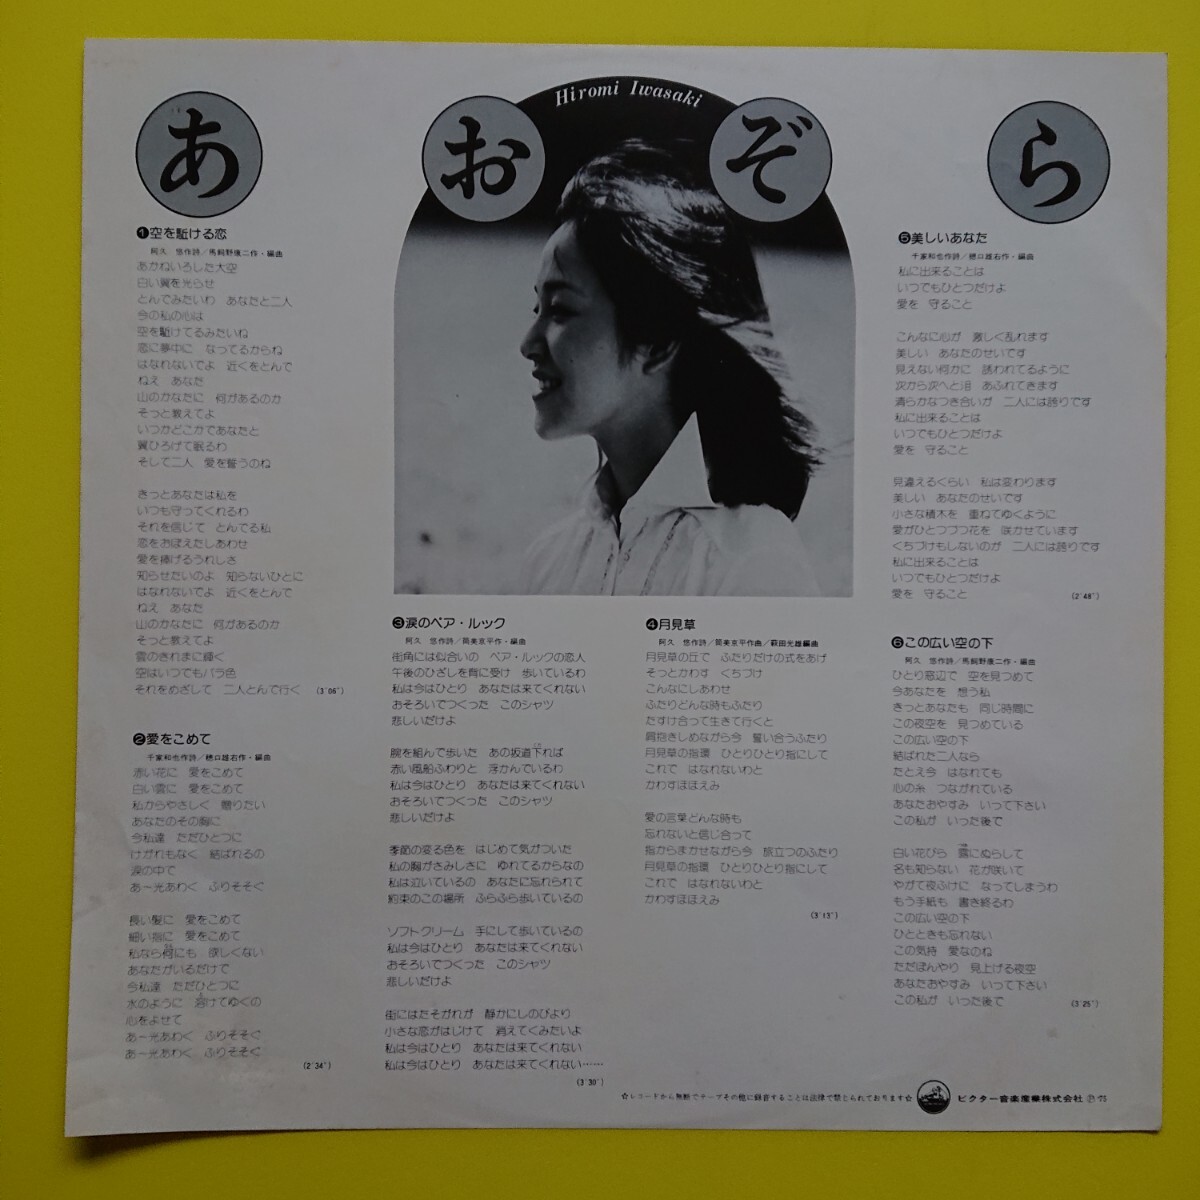 あ お ぞ ら
Hiromi Iwasaki
❶空を駈ける恋
阿久　悠作詩／馬飼野康二作・編曲
あかねいろした大空
白い翼を光らせ
とんでみたいわ　あなたと二人
今の私の心は
空を駈けてるみたいね
恋に夢中に　なってるからね
はなれないでよ　近くをとんで
ねえ　あなた
山のかなたに　何があるのか
そっと教えてよ
いつかどこかであなたと
翼ひろげて眠るわ
そして二人　愛を誓うのね
きっとあなたは私を
いつも守ってくれるわ
それを信じて　とんでる私
恋をおぼえたしあわせ
愛を捧げるうれしさ
知らせたいのよ　知らないひとに
はなれないでよ　近くをとんで
ねえ　あなた
山のかなたに　何があるのか
そっと教えてよ
雲のきれまに輝く
空はいつでもバラ色
それをめざして　二人とんで行く　(3′06″)
❷愛をこめて
千家和也作詩／穂口雄右作・編曲
赤い花に　愛をこめて
白い雲に　愛をこめて
私からやさしく　贈りたい
あなたのその胸に
今私達　ただひとつに
けがれもなく　結ばれるの
涙の中で
あ〜光あわく　ふりそそぐ
長い髪に　愛をこめて
細い指に　愛をこめて
私なら何にも　欲しくない
あなたがいるだけで
今私達　ただひとつに
水のように　溶けてゆくの
心をよせて
あ〜光あわく　ふりそそぐ
あ〜光あわく　ふりそそぐ
(2′34″)
❸涙のペア・ルック
阿久　悠作詩／筒美京平作・編曲
街角には似合いの　ペア・ルックの恋人
午後のひざしを背に受け　歩いているわ
私は今はひとり　あなたは来てくれない
おそろいでつくった　このシャツ
悲しいだけよ
腕を組んで歩いた　あの坂道下れば
赤い風船ふわりと　浮かんでいるわ
私は今はひとり　あなたは来てくれない
おそろいでつくった　このシャツ
悲しいだけよ
季節の変る色を　はじめて気がついた
私の胸がさみしさに　ゆれてるからなの
私は泣いているの　あなたに忘れられて
約束のこの場所　ふらふら歩いているの
ソフトクリーム　手にして歩いているの
私は今はひとり　あなたは来てくれない
おそろいでつくった　このシャツ
悲しいだけよ
街にはたそがれが　静かにしのびより
小さな恋がはじけて　消えてくみたいよ
私は今はひとり　あなたは来てくれない
私は今はひとり　あなたは来てくれない……
(3′30″)
❹月見草
阿久　悠作詩／筒美京平作曲／萩田光雄編曲
月見草の丘で　ふたりだけの式をあげ
そっとかわす　くちづけ
こんなにしあわせ
ふたりどんな時もふたり
たすけ合って生きて行くと
肩抱きしめながら今　誓い合うふたり
月見草の指環　ひとりひとり指にして
これで　はなれないわと
かわすほほえみ
愛の言葉どんな時も
忘れないと信じ合って
指からまかせながら今　旅立つのふたり
月見草の指環　ひとりひとり指にして
これで　はなれないわと
かわすほほえみ
(3′13″)
❺美しいあなた
千家和也作詩／穂口雄右作・編曲
私に出来ることは
いつでもひとつだけよ
愛を　守ること
こんなに心が　激しく乱れます
美しい　あなたのせいです
見えない何かに　誘われてるように
次から次へと泪　あふれてきます
清らかなつき合いが　二人には誇りです
私に出来ることは
いつでもひとつだけよ
愛を　守ること
見違えるくらい　私は変わります
美しい　あなたのせいです
小さな積木を　重ねてゆくように
愛がひとつづつ花を　咲かせています
くちづけもしないのが　二人には誇りです
私に出来ることは
いつでもひとつだけよ
愛を　守ること　(2′48″)
❻この広い空の下
阿久　悠作詩／馬飼野康二作・編曲
ひとり窓辺で　空を見つめて
今あなたを　想う私
きっとあなたも　同じ時間に
この夜空を　見つめている
この広い空の下
結ばれた二人なら
たとえ今　はなれても
心の糸　つながれている
あなたおやすみ　いって下さい
この私が　いった後で
白い花びら　露にぬらして
名も知らない　花が咲いて
やがて夜ふけに　なってしまうわ
もう手紙も　書き終るわ
この広い空の下
ひとときも忘れない
この気持　愛なのね
ただぼんやり　見上げる夜空
あなたおやすみ　いって下さい
この私が　いった後で　(3′25″)
☆レコードから無断でテープその他に録音することは法律で禁じられております☆　ビクター音楽産業株式会社 Ⓟ'75